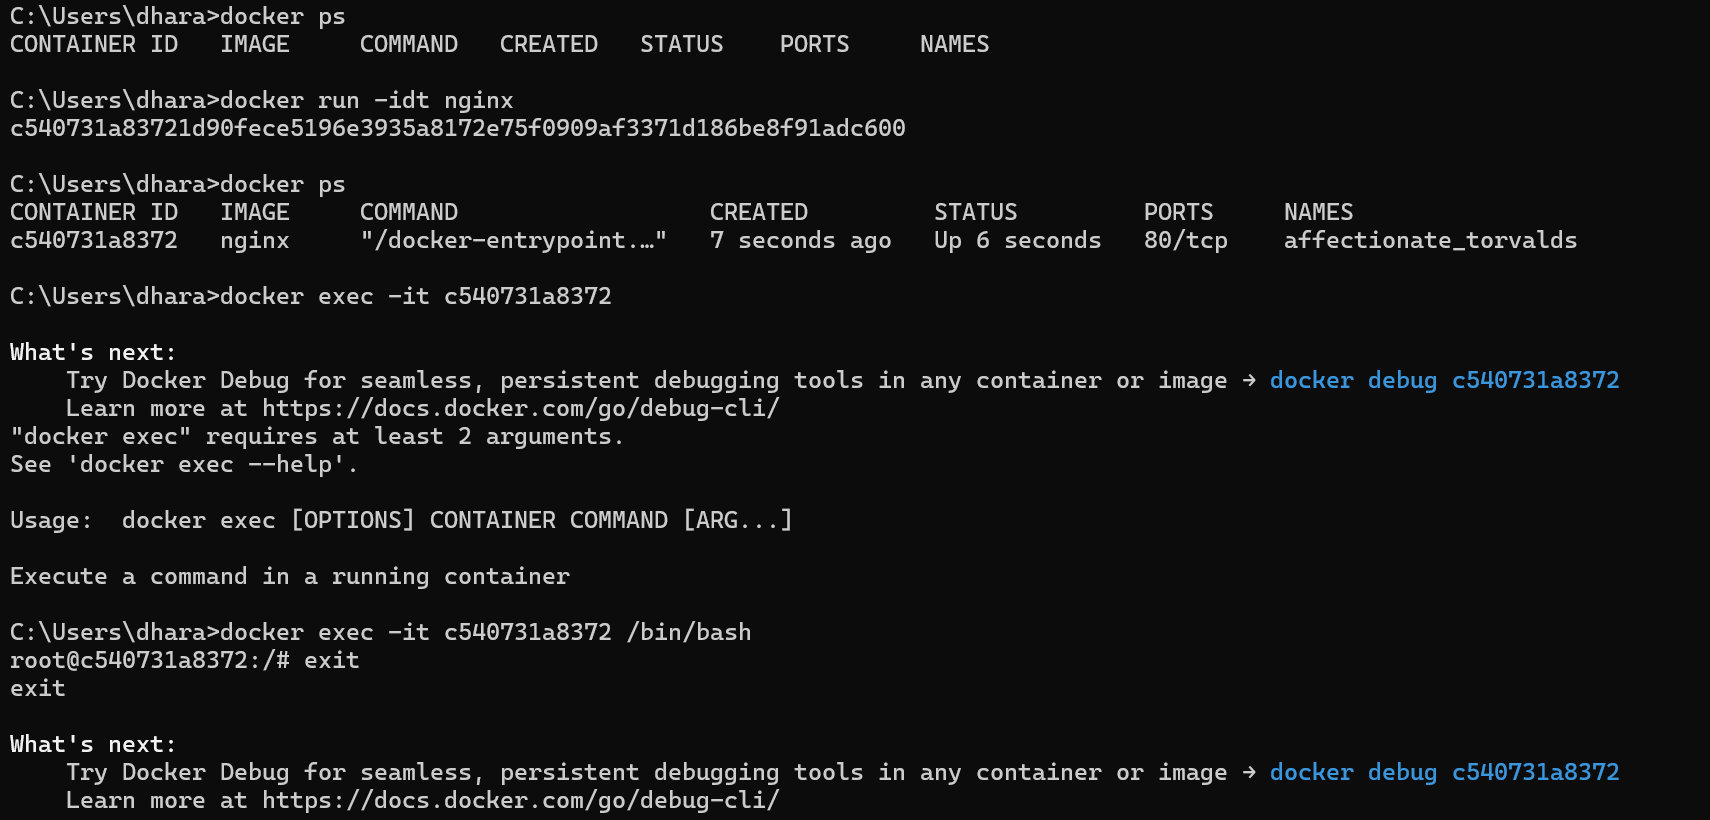 C:\Users\dhara>docker ps
CONTAINER ID   IMAGE     COMMAND   CREATED   STATUS    PORTS     NAMES
C:\Users\dhara>docker run -idt nginx
c540731a83721d90fece5196e3935a8172e75f0909af3371d186be8f91adc600
C:\Users\dhara>docker ps
CONTAINER ID   IMAGE     COMMAND                  CREATED         STATUS         PORTS     NAMES
c540731a8372   nginx     "/docker-entrypoint.…"   7 seconds ago   Up 6 seconds   80/tcp    affectionate_torvalds
C:\Users\dhara>docker exec -it c540731a8372
What's next:
    Try Docker Debug for seamless, persistent debugging tools in any container or image → docker debug c540731a8372
    Learn more at https://docs.docker.com/go/debug-cli/
"docker exec" requires at least 2 arguments.
See 'docker exec --help'.
Usage:  docker exec [OPTIONS] CONTAINER COMMAND [ARG...]
Execute a command in a running container
C:\Users\dhara>docker exec -it c540731a8372 /bin/bash
root@c540731a8372:/# exit
exit
What's next:
    Try Docker Debug for seamless, persistent debugging tools in any container or image → docker debug c540731a8372
    Learn more at https://docs.docker.com/go/debug-cli/